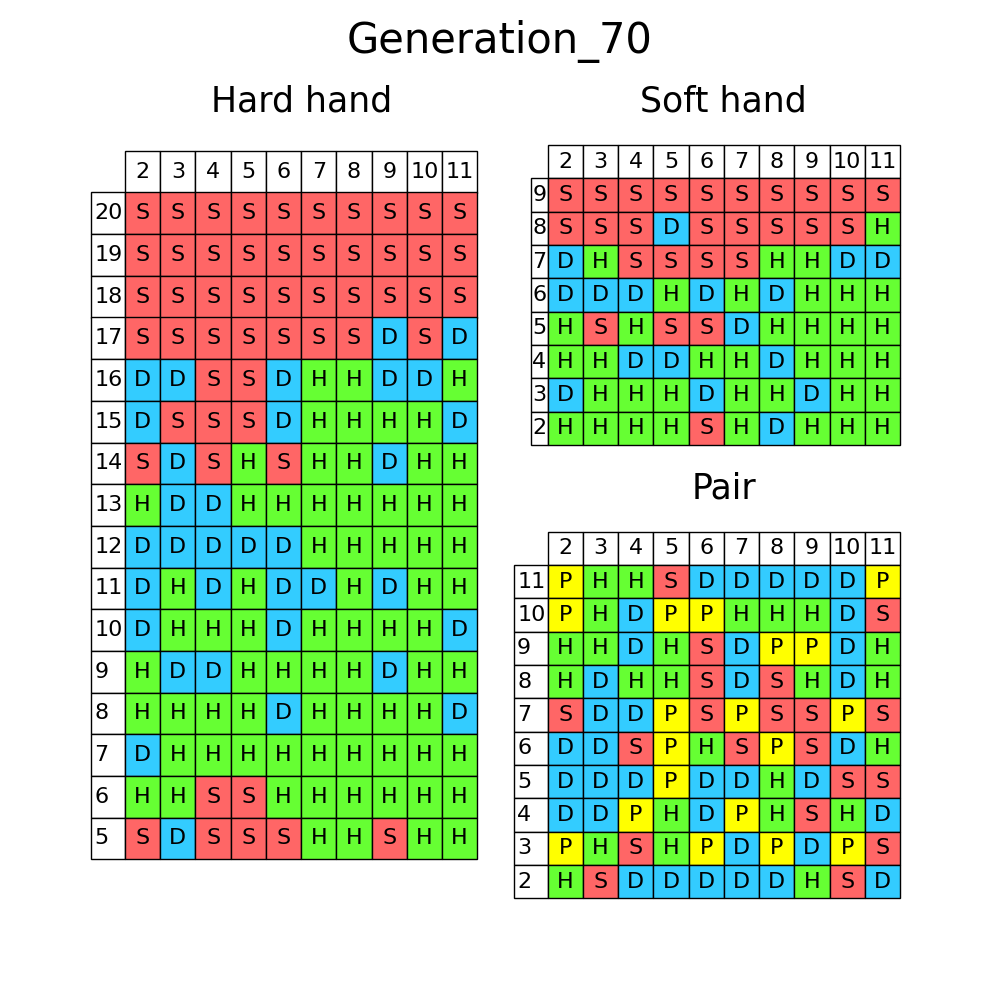 Generation_70
Hard hand
2 3 4 5 6 7 8 9 10 11
20 S S S S S S S S S S
19 S S S S S S S S S S
18 S S S S S S S S S S
17 S S S S S S S D S D
16 D D S S D H H D D H
15 D S S S D H H H H D
14 S D S H S H H D H H
13 H D D H H H H H H H
12 D D D D D H H H H H
11 D H D H D D H D H H
10 D H H H D H H H H D
9 H D D H H H H D H H
8 H H H H D H H H H D
7 D H H H H H H H H H
6 H H S S H H H H H H
5 S D S S S H H S H H
Soft hand
2 3 4 5 6 7 8 9 10 11
9 S S S S S S S S S S
8 S S S D S S S S S H
7 D H S S S S H H D D
6 D D D H D H D H H H
5 H S H S S D H H H H
4 H H D D H H D H H H
3 D H H H D H H D H H
2 H H H H S H D H H H
Pair
2 3 4 5 6 7 8 9 10 11
11 P H H S D D D D D P
10 P H D P P H H H D S
9 H H D H S D P P D H
8 H D H H S D S H D H
7 S D D P S P S S P S
6 D D S P H S P S D H
5 D D D P D D H D S S
4 D D P H D P H S H D
3 P H S H P D P D P S
2 H S D D D D D H S D